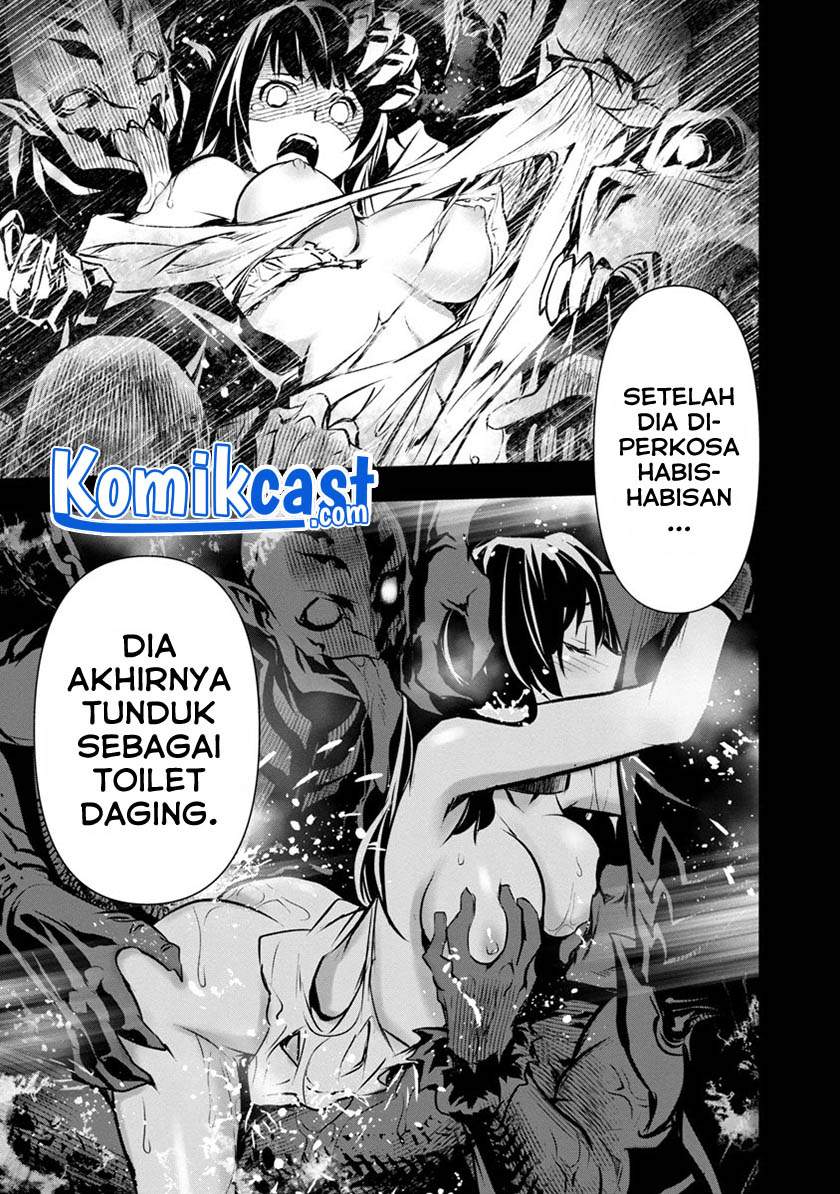 SETELAH
DIA DI-
PERKOSA
HABIS-
HABISAN
...
Komikcast
.com
DIA
AKHIRNYA
TUNDUK
SEBAGAI
TOILET
DAGING.